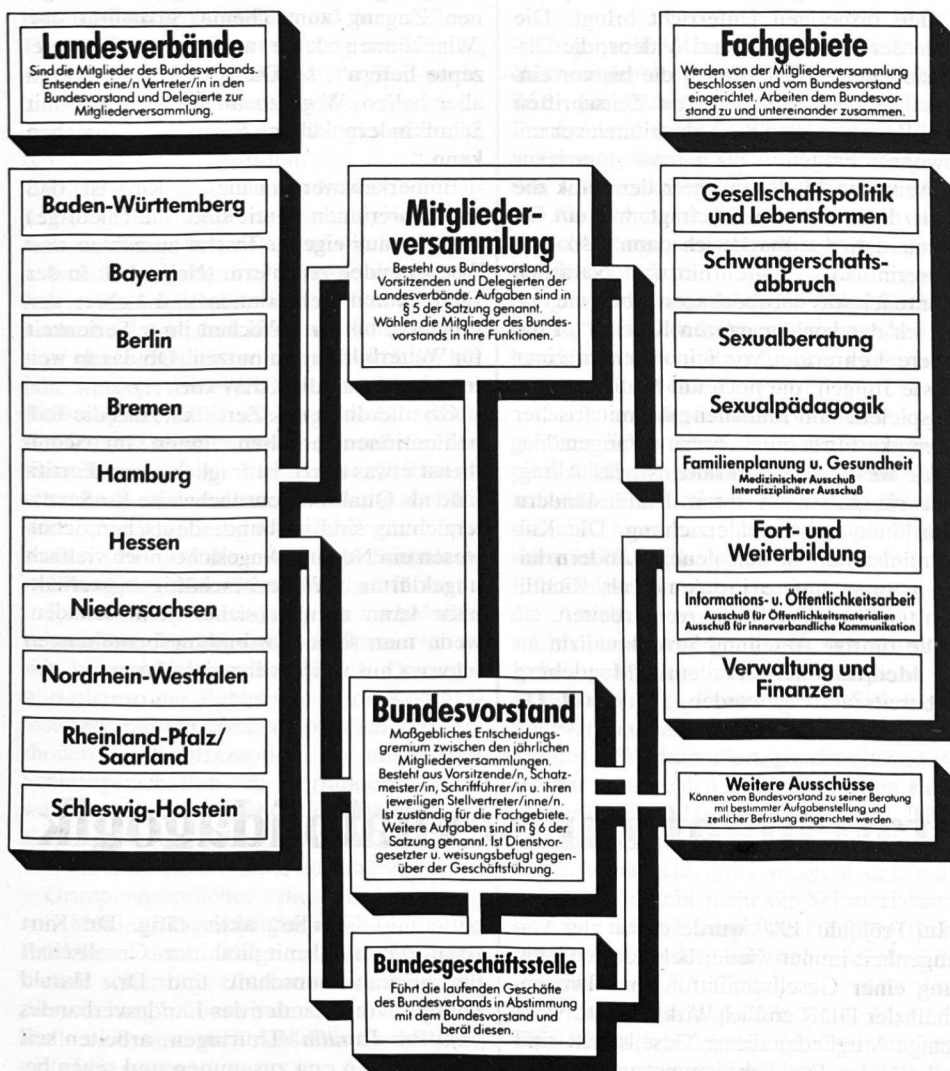 Landesverbände
Sind die Mitglieder des Bundesverbands.
Entsenden eine/n Vertreter/in in den
Bundesvorstand und Delegierte zur
Mitgliederversammlung.
Baden-Württemberg
Bayern
Berlin
Bremen
Hamburg
Hessen
Niedersachsen
Nordrhein-Westfalen
Rheinland-Pfalz/
Saarland
Schleswig-Holstein
Mitglieder-
versammlung
Besteht aus Bundesvorstand,
Vorsitzenden und Delegierten der
Landesverbände. Aufgaben sind in
§ 5 der Satzung genannt.
Wählen die Mitglieder des Bundes-
vorstands in ihre Funktionen.
Bundesvorstand
Maßgebliches Entscheidungs-
gremium zwischen den jährlichen
Mitgliederversammlungen.
Besteht aus Vorsitzende/n, Schatz-
meister/in, Schriftführer/in u. ihren
jeweiligen Stellvertreter/inne/n.
Ist zuständig für die Fachgebiete.
Weitere Aufgaben sind in § 6 der
Satzung genannt. Ist Dienstvor-
gesetzter u. weisungsbefugt gegen-
über der Geschäftsführung.
Bundesgeschäftsstelle
Führt die laufenden Geschäfte
des Bundesverbands in Abstimmung
mit dem Bundesvorstand und
berät diesen.
Fachgebiete
Werden von der Mitgliederversammlung
beschlossen und vom Bundesvorstand
eingerichtet. Arbeiten dem Bundesvor-
stand zu und untereinander zusammen.
Gesellschaftspolitik
und Lebensformen
Schwangerschafts-
abbruch
Sexualberatung
Sexualpädagogik
Familienplanung u. Gesundheit
Medizinischer Ausschuß
Interdisziplinärer Ausschuß
Fort- und
Weiterbildung
Informations- u. Öffentlichkeitsarbeit
Ausschuß für Öffentlichkeitsmaterialien
Ausschuß für innerverbandliche Kommunikation
Verwaltung und
Finanzen
Weitere Ausschüsse
Können vom Bundesvorstand zu seiner Beratung
mit bestimmter Aufgabenstellung und
zeitlicher Befristung eingerichtet werden.